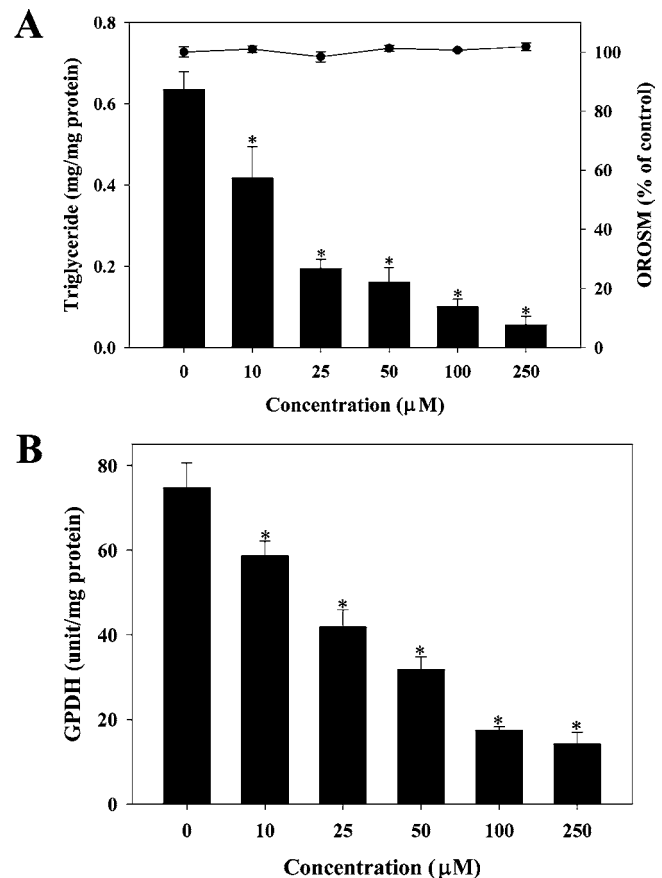 A
Triglyceride (mg/mg protein)
0.8
0.6
0.4
0.2
0.0
*
*
*
*
*
100
80
60
40
20
0
OROSM (% of control)
0 10 25 50 100 250
Concentration (μM)
B
GPDH (unit/mg protein)
80
60
40
20
0
*
*
*
*
*
0 10 25 50 100 250
Concentration (μM)